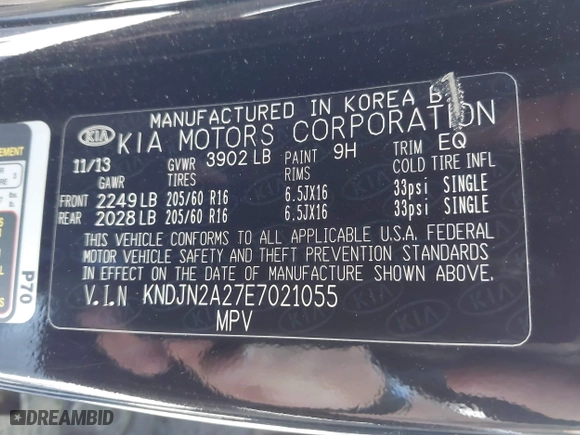 MANUFACTURED IN KOREA B
KIA KIA MOTORS CORPORATION
11/13 GVWR 3902 LB PAINT 9H TRIM EQ
GAWR TIRES RIMS COLD TIRE INFL
FRONT 2249 LB 205/60 R16 6.5JX16 33psi SINGLE
REAR 2028 LB 205/60 R16 6.5JX16 33psi SINGLE
THIS VEHICLE CONFORMS TO ALL APPLICABLE U.S.A. FEDERAL
MOTOR VEHICLE SAFETY AND THEFT PREVENTION STANDARDS
IN EFFECT ON THE DATE OF MANUFACTURE SHOWN ABOVE.
V.I.N KNDJN2A27E7021055
MPV
P70
DREAMBID